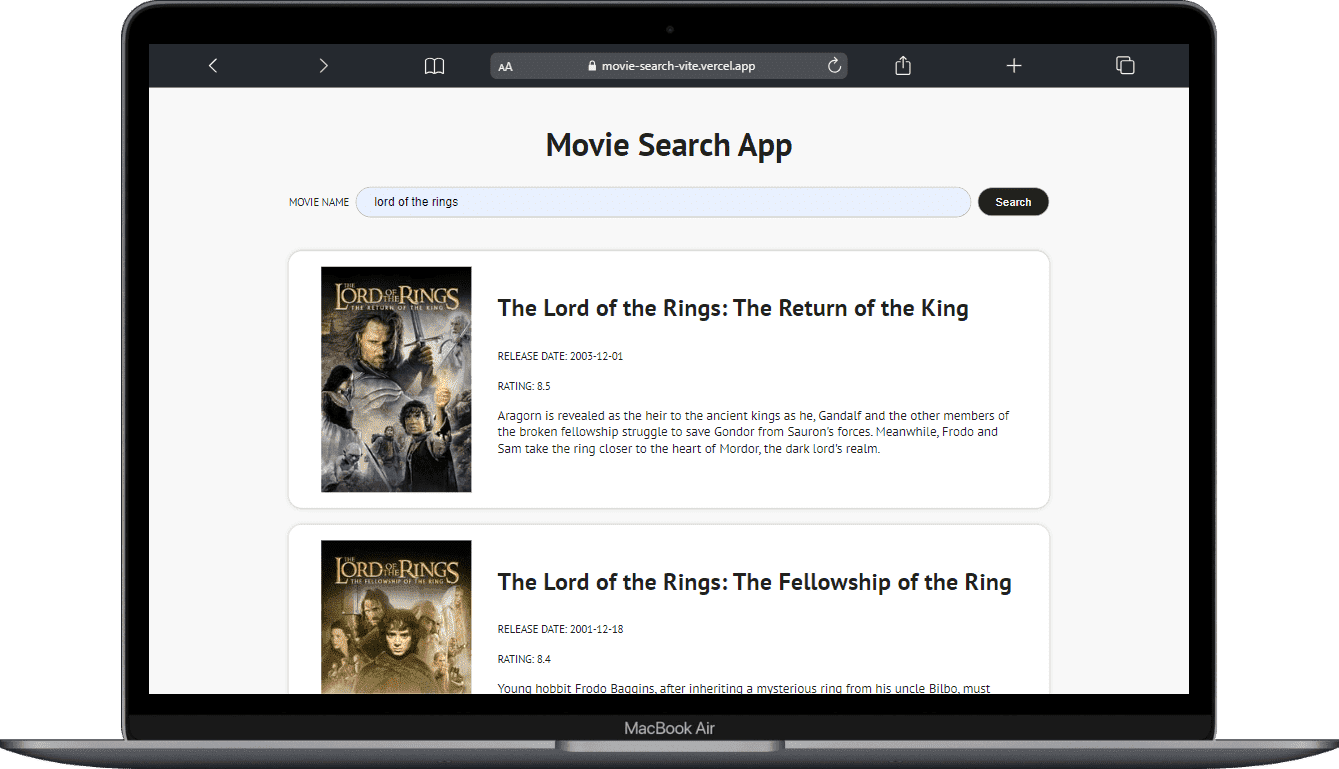 AA movie-search-vite.vercel.app
Movie Search App
MOVIE NAME lord of the rings Search
THE
LORD OF THE RINGS
THE RETURN OF THE KING
The Lord of the Rings: The Return of the King
RELEASE DATE: 2003-12-01
RATING: 8.5
Aragorn is revealed as the heir to the ancient kings as he, Gandalf and the other members of
the broken fellowship struggle to save Gondor from Sauron's forces. Meanwhile, Frodo and
Sam take the ring closer to the heart of Mordor, the dark lord's realm.
THE
LORD OF THE RINGS
THE FELLOWSHIP OF THE RING
The Lord of the Rings: The Fellowship of the Ring
RELEASE DATE: 2001-12-18
RATING: 8.4
Young hobbit Frodo Baggins, after inheriting a mysterious ring from his uncle Bilbo, must
MacBook Air